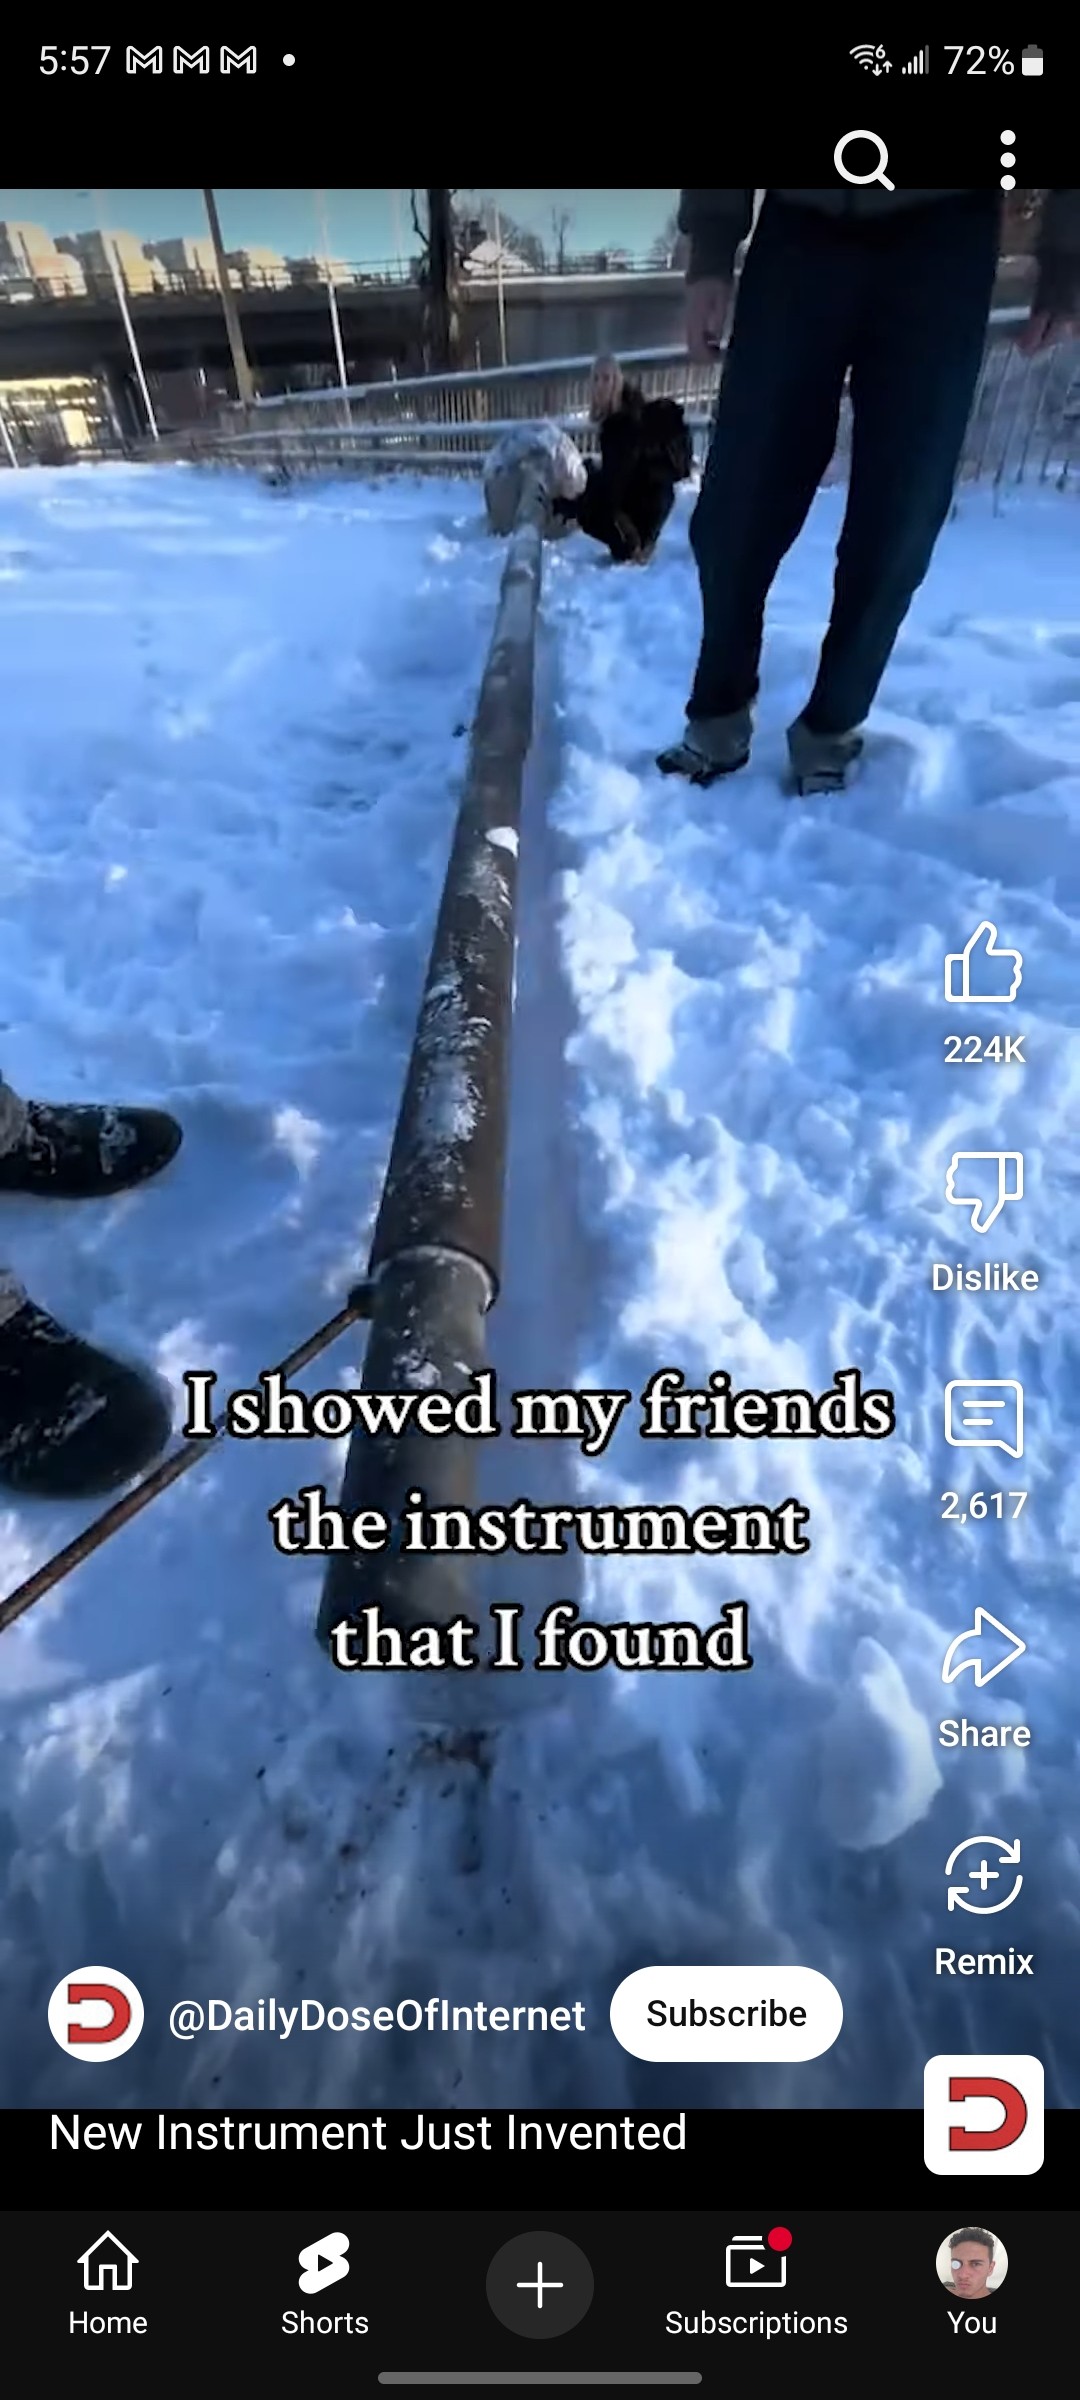 5:57
72%
I showed my friends
the instrument
that I found
224K
Dislike
2,617
Share
Remix
@DailyDoseOfInternet
Subscribe
New Instrument Just Invented
Home
Shorts
Subscriptions
You